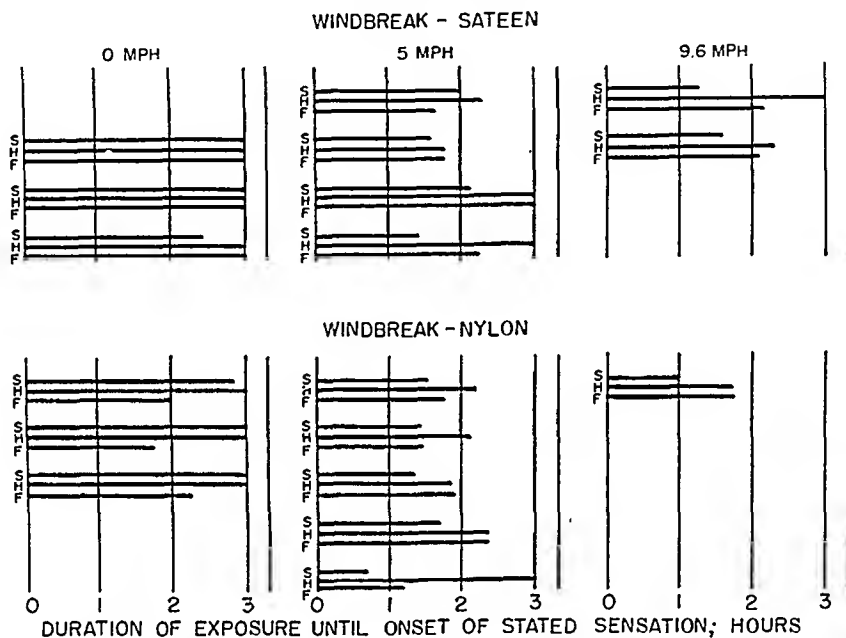 WINDBREAK - SATEEN
0 MPH 5 MPH 9.6 MPH
S
H
F
S
H
F
S
H
F
S
H
F
S
H
F
S
H
F
S
H
F
S
H
F
S
H
F
WINDBREAK - NYLON
S
H
F
S
H
F
S
H
F
S
H
F
S
H
F
S
H
F
S
H
F
S
H
F
S
H
F
0 1 2 3 0 1 2 3 0 1 2 3
DURATION OF EXPOSURE UNTIL ONSET OF STATED SENSATION; HOURS